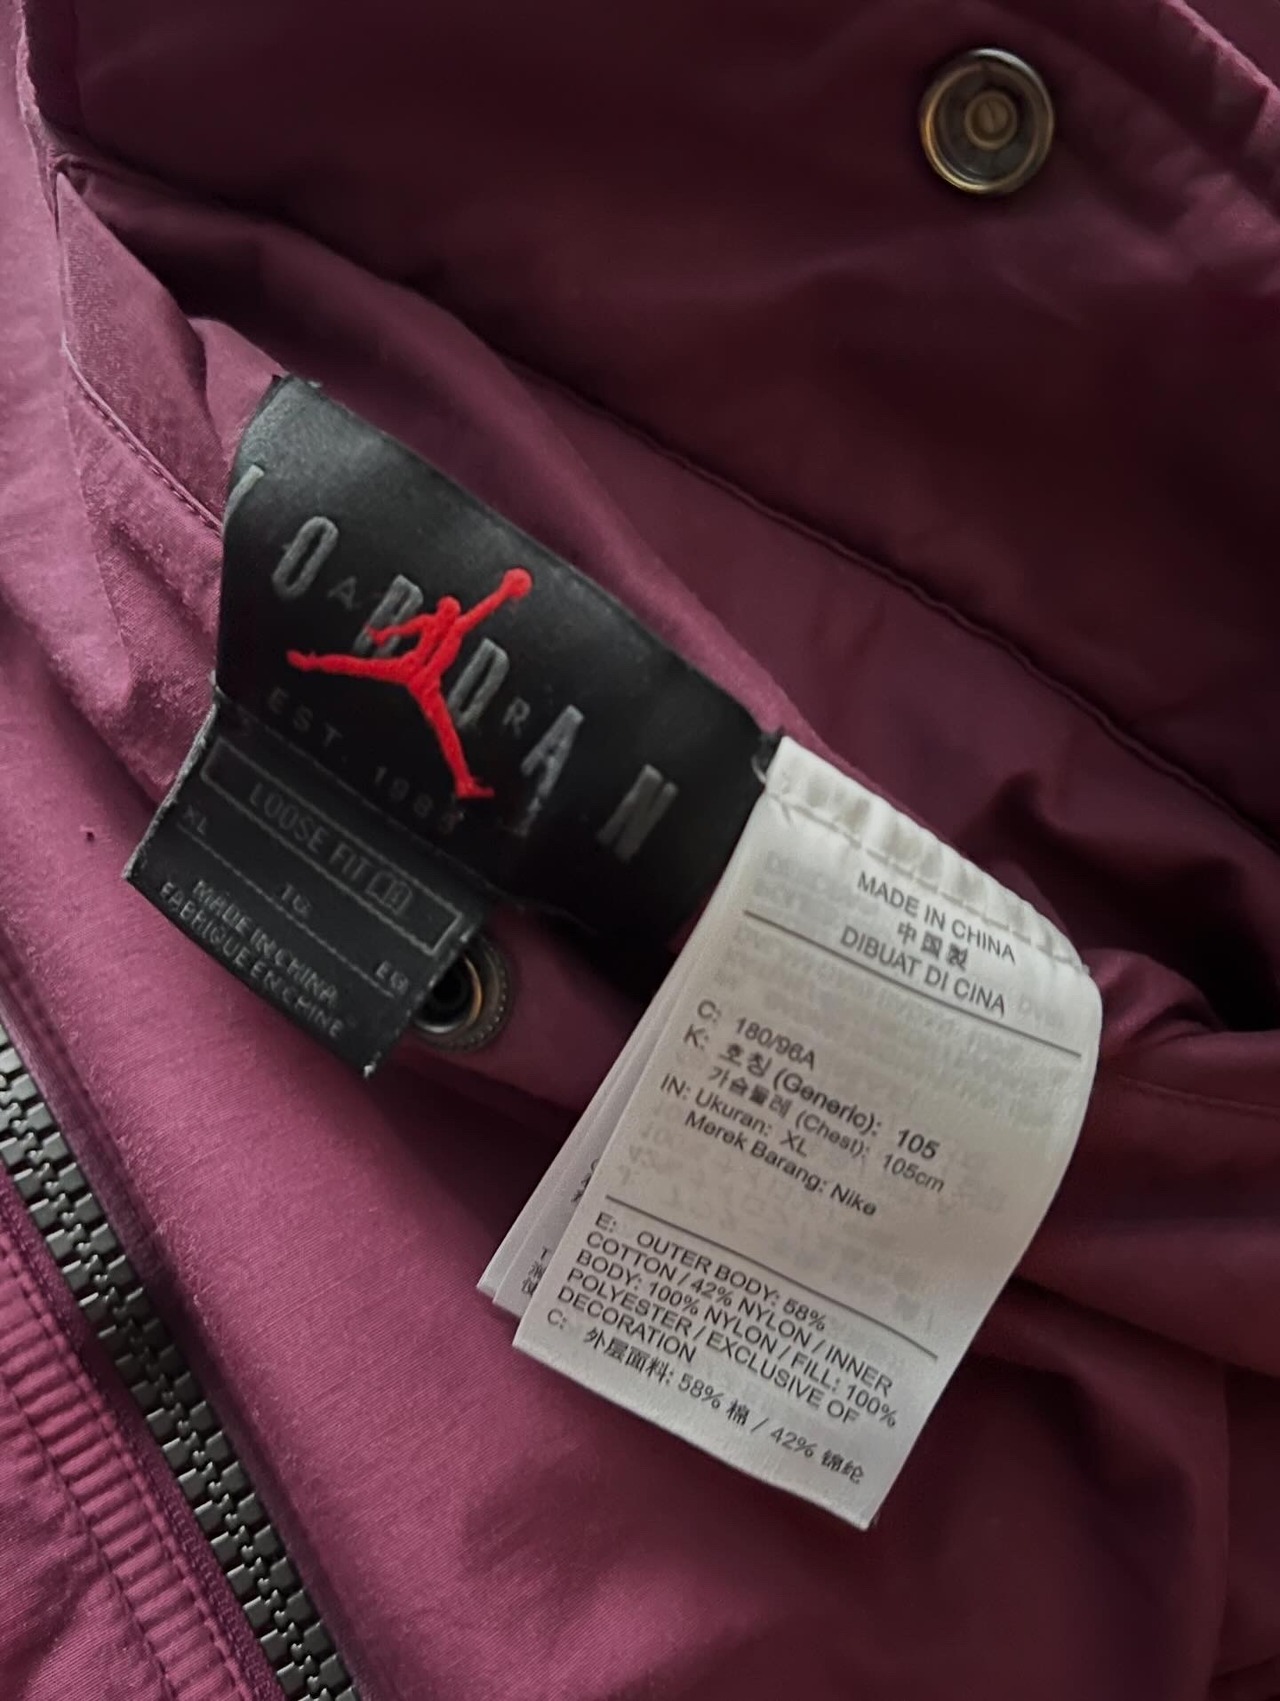 JORDAN
AIR
EST. 1985
LOOSE FIT
XL
TG
EG
MADE IN CHINA
FABRIQUE EN CHINE
MADE IN CHINA
中国製
DIBUAT DI CINA
C: 180/96A
K: 호칭 (Generic): 105
가슴둘레 (Chest): 105cm
IN: Ukuran: XL
Merek Barang: Nike
E: OUTER BODY: 58%
COTTON / 42% NYLON / INNER
BODY: 100% NYLON / FILL: 100%
POLYESTER / EXCLUSIVE OF
DECORATION
C: 外层面料: 58% 棉 / 42% 锦纶